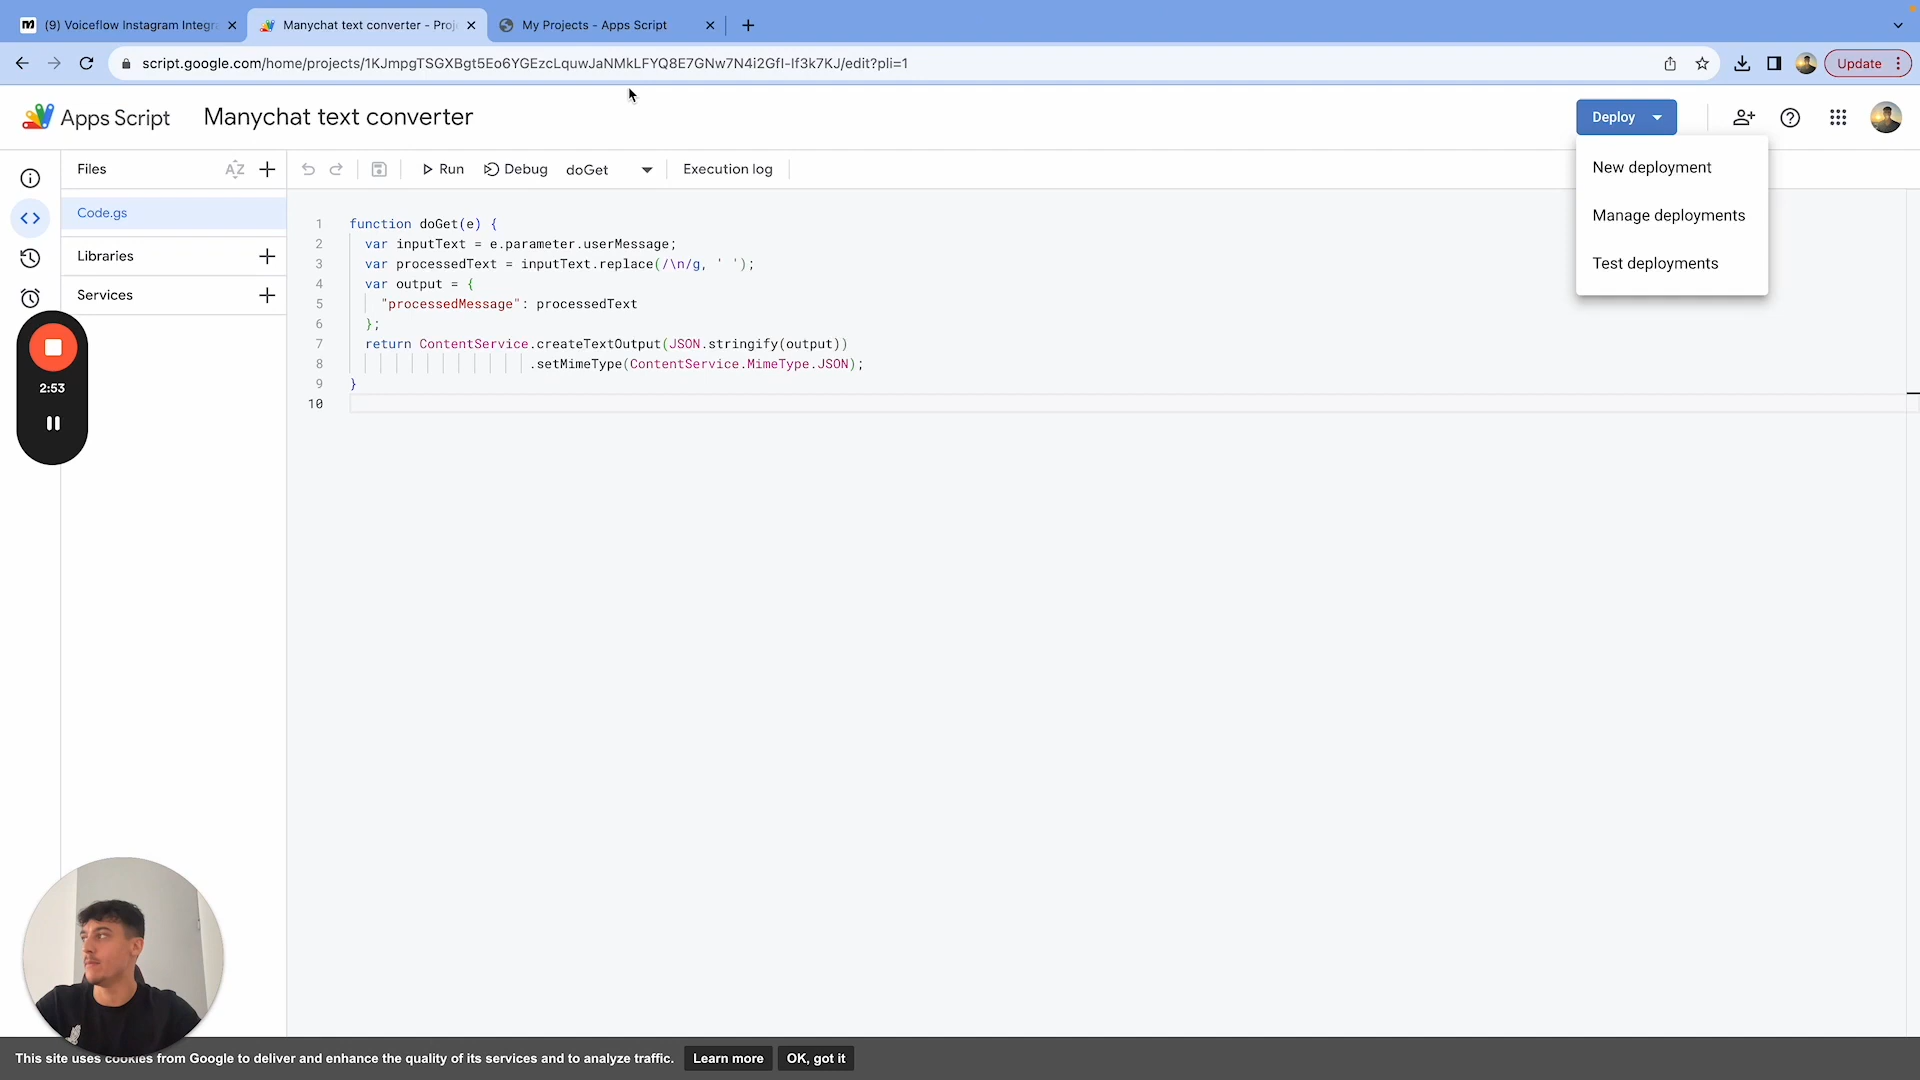 (9) Voiceflow Instagram Integr
Manychat text converter - Proj
My Projects - Apps Script
script.google.com/home/projects/1KJmpgTSGXBgt5Eo6YGEzcLquwJaNMkLFYQ8E7GNw7N4i2GfI-If3k7KJ/edit?pli=1
Update
Apps Script
Manychat text converter
Deploy
New deployment
Manage deployments
Test deployments
Files
AZ
Run
Debug
doGet
Execution log
Code.gs
Libraries
Services
1 function doGet(e) {
2 var inputText = e.parameter.userMessage;
3 var processedText = inputText.replace(/\n/g, ' ');
4 var output = {
5 "processedMessage": processedText
6 };
7 return ContentService.createTextOutput(JSON.stringify(output))
8 .setMimeType(ContentService.MimeType.JSON);
9 }
10
2:53
This site uses cookies from Google to deliver and enhance the quality of its services and to analyze traffic.
Learn more
OK, got it